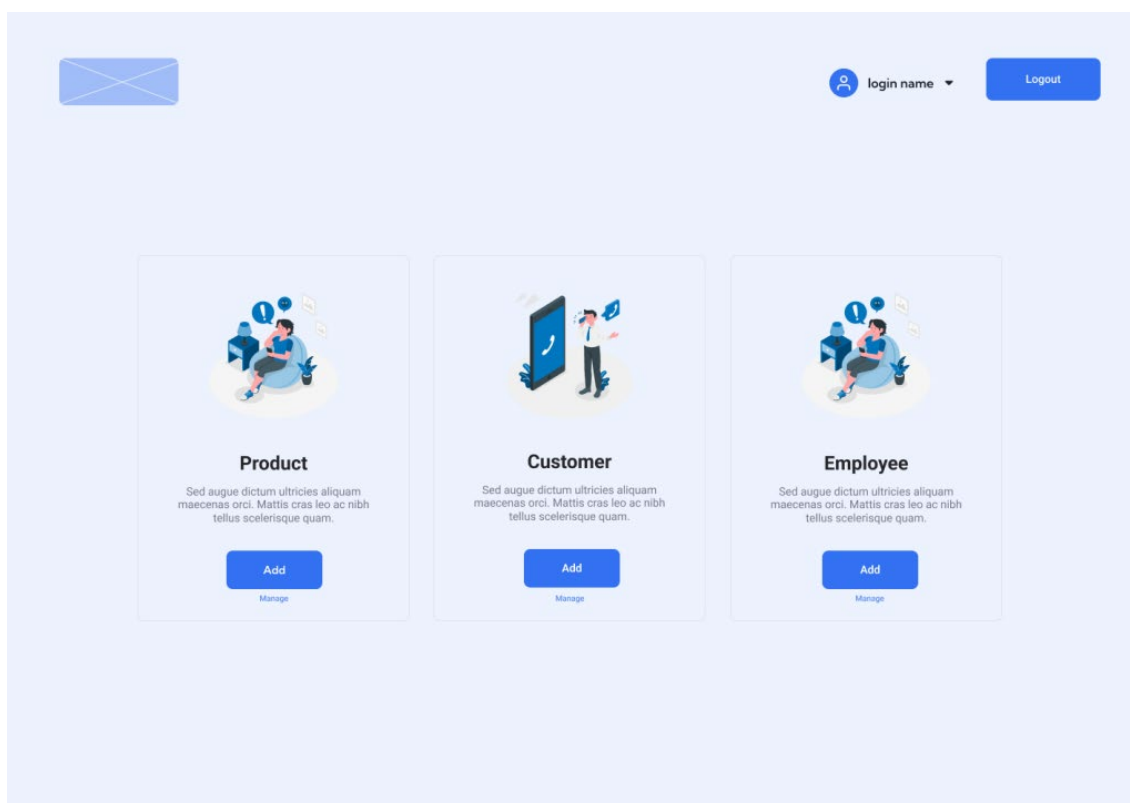 login name
Logout
Product
Sed augue dictum ultricies aliquam
maecenas orci. Mattis cras leo ac nibh
tellus scelerisque quam.
Add
Manage
Customer
Sed augue dictum ultricies aliquam
maecenas orci. Mattis cras leo ac nibh
tellus scelerisque quam.
Add
Manage
Employee
Sed augue dictum ultricies aliquam
maecenas orci. Mattis cras leo ac nibh
tellus scelerisque quam.
Add
Manage